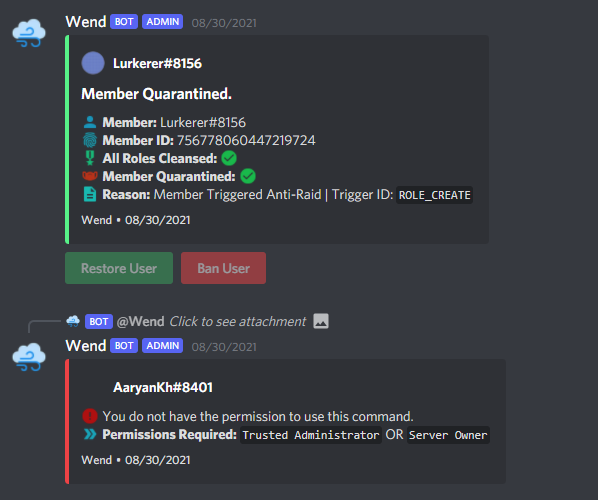 Wend BOT ADMIN 08/30/2021
Lurkerer#8156
Member Quarantined.
Member: Lurkerer#8156
Member ID: 756778060447219724
All Roles Cleansed:
Member Quarantined:
Reason: Member Triggered Anti-Raid | Trigger ID: ROLE_CREATE
Wend • 08/30/2021
Restore User Ban User
BOT @Wend Click to see attachment
Wend BOT ADMIN 08/30/2021
AaryanKh#8401
You do not have the permission to use this command.
Permissions Required: Trusted Administrator OR Server Owner
Wend • 08/30/2021